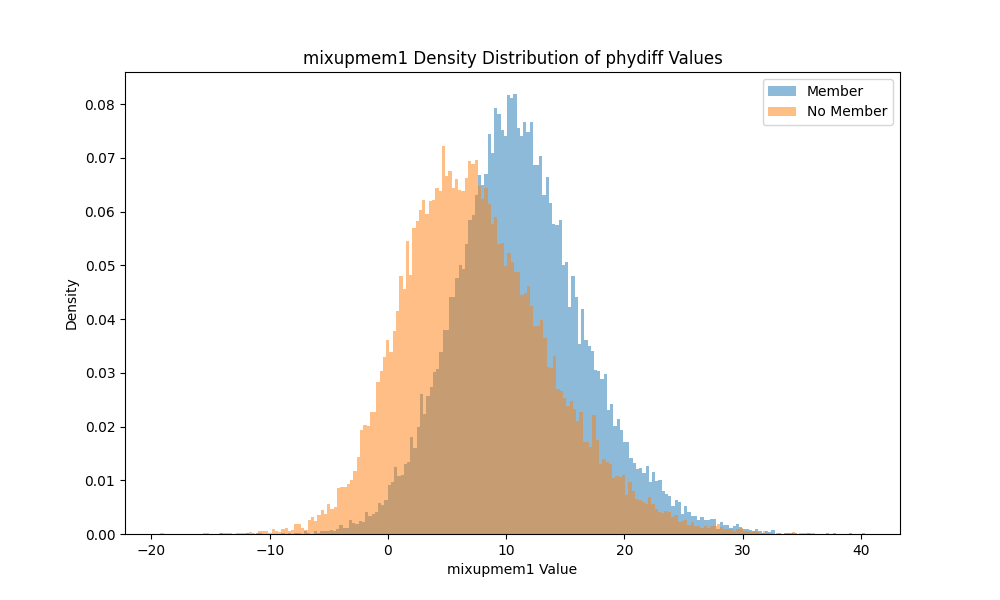 mixupmem1 Density Distribution of phydiff Values
Member
No Member
Density
0.08
0.07
0.06
0.05
0.04
0.03
0.02
0.01
0.00
−20 −10 0 10 20 30 40
mixupmem1 Value